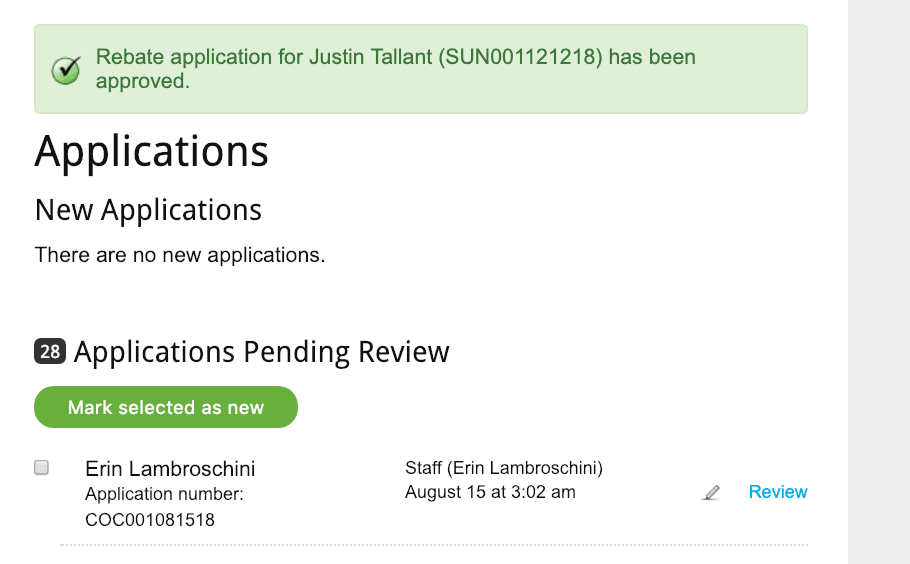 Rebate application for Justin Tallant (SUN001121218) has been
approved.
Applications
New Applications
There are no new applications.
28 Applications Pending Review
Mark selected as new
Erin Lambroschini
Application number:
COC001081518
Staff (Erin Lambroschini)
August 15 at 3:02 am
Review